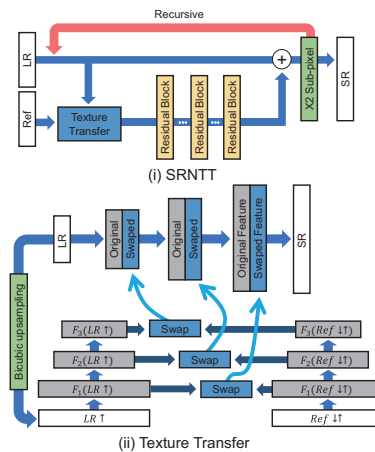 Recursive
LR
Ref
Texture
Transfer
Residual Block
...
Residual Block
...
Residual Block
+
X2 Sub-pixel
SR
(i) SRNTT
Bicubic upsampling
LR
Original
Swaped
Original
Swaped
Original Feature
Swaped Feature
SR
F₃(LR ↑)
Swap
F₃(Ref ↓↑)
F₂(LR ↑)
Swap
F₂(Ref ↓↑)
F₁(LR ↑)
Swap
F₁(Ref ↓↑)
LR ↑
Ref ↓↑
(ii) Texture Transfer